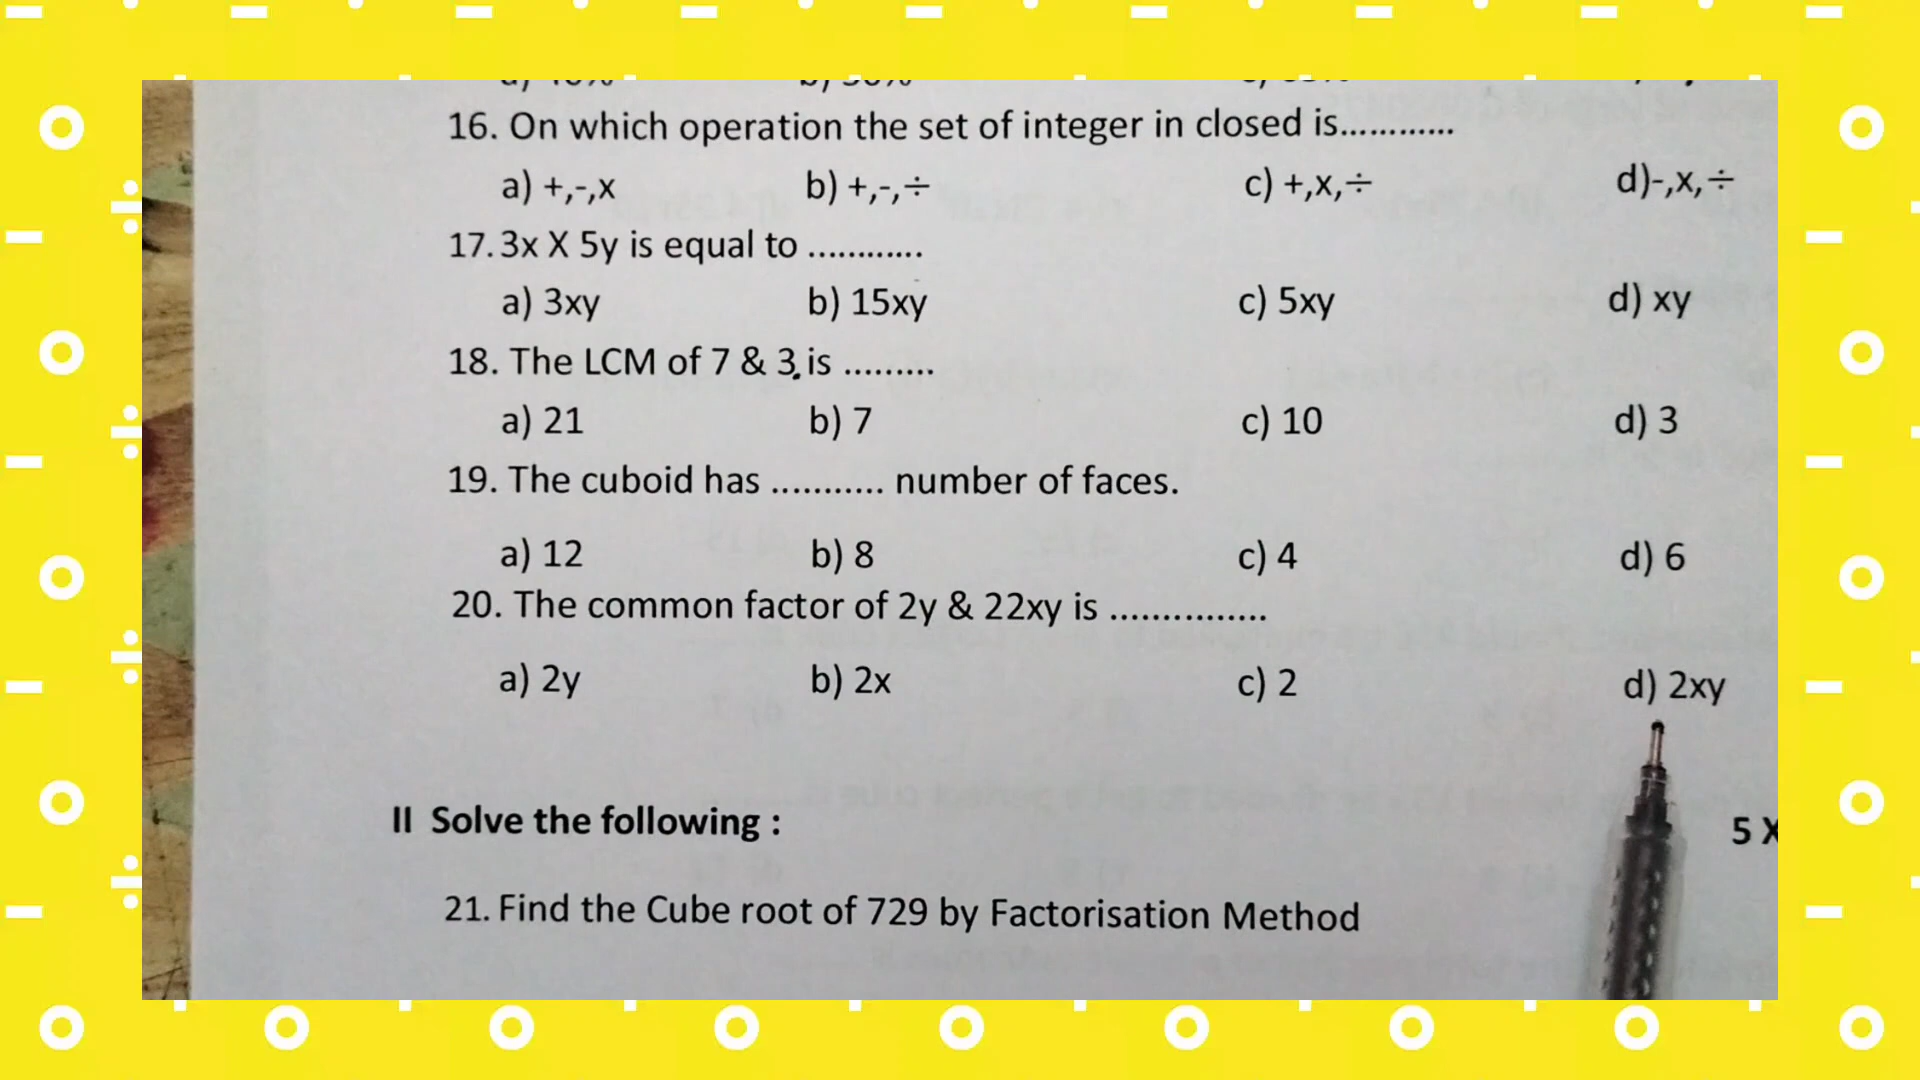 16. On which operation the set of integer in closed is.............
a) +,-,x b) +,-,÷ c) +,x,÷ d)-,x,÷
17. 3x X 5y is equal to ............
a) 3xy b) 15xy c) 5xy d) xy
18. The LCM of 7 & 3 is .........
a) 21 b) 7 c) 10 d) 3
19. The cuboid has ........... number of faces.
a) 12 b) 8 c) 4 d) 6
20. The common factor of 2y & 22xy is ...............
a) 2y b) 2x c) 2 d) 2xy
II Solve the following :
5 X
21. Find the Cube root of 729 by Factorisation Method